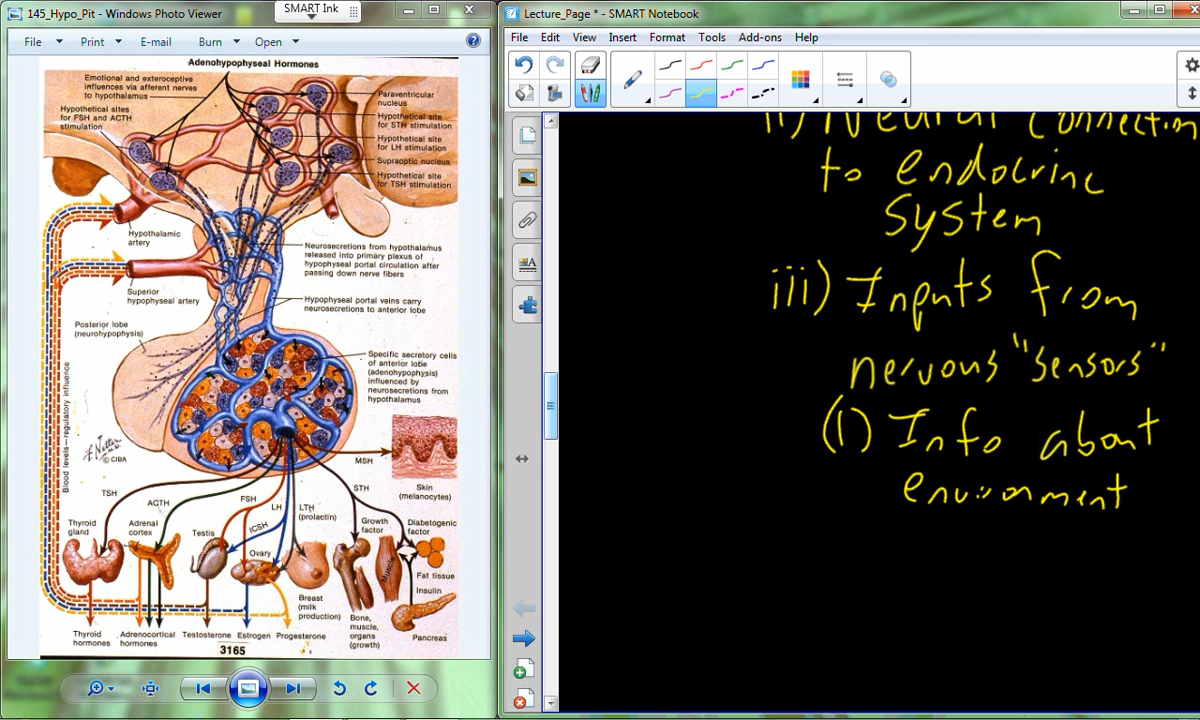 145_Hypo_Pit - Windows Photo Viewer
SMART Ink
File Print E-mail Burn Open
Adenohypophyseal Hormones
Emotional and exteroceptive
influences via afferent nerves
to hypothalamus
Hypothetical sites
for FSH and ACTH
stimulation
Paraventricular
nucleus
Hypothetical site
for STH stimulation
Hypothetical site
for LH stimulation
Supraoptic nucleus
Hypothetical site
for TSH stimulation
Hypothalamic
artery
Neurosecretions from hypothalamus
released into primary plexus of
hypophyseal portal circulation after
passing down nerve fibers
Superior
hypophyseal artery
Hypophyseal portal veins carry
neurosecretions to anterior lobe
Posterior lobe
(neurohypophysis)
Specific secretory cells
of anterior lobe
(adenohypophysis)
influenced by
neurosecretions from
hypothalamus
Blood levels—regulatory influence
F. Netter
M.D.
© CIBA
MSH
Skin
(melanocytes)
TSH
ACTH
FSH
LH
ICSH
LTH
(prolactin)
STH
Thyroid
gland
Adrenal
cortex
Testis
Ovary
Growth
factor
Diabetogenic
factor
Muscle
Fat tissue
Insulin
Breast
(milk
production)
Bone,
muscle,
organs
(growth)
Pancreas
Thyroid
hormones
Adrenocortical
hormones
Testosterone
Estrogen
Progesterone
3165
Lecture_Page * - SMART Notebook
File Edit View Insert Format Tools Add-ons Help
ii) Neural connection
to endocrine
system
iii) Inputs from
nervous "sensors"
(1) Info about
environment